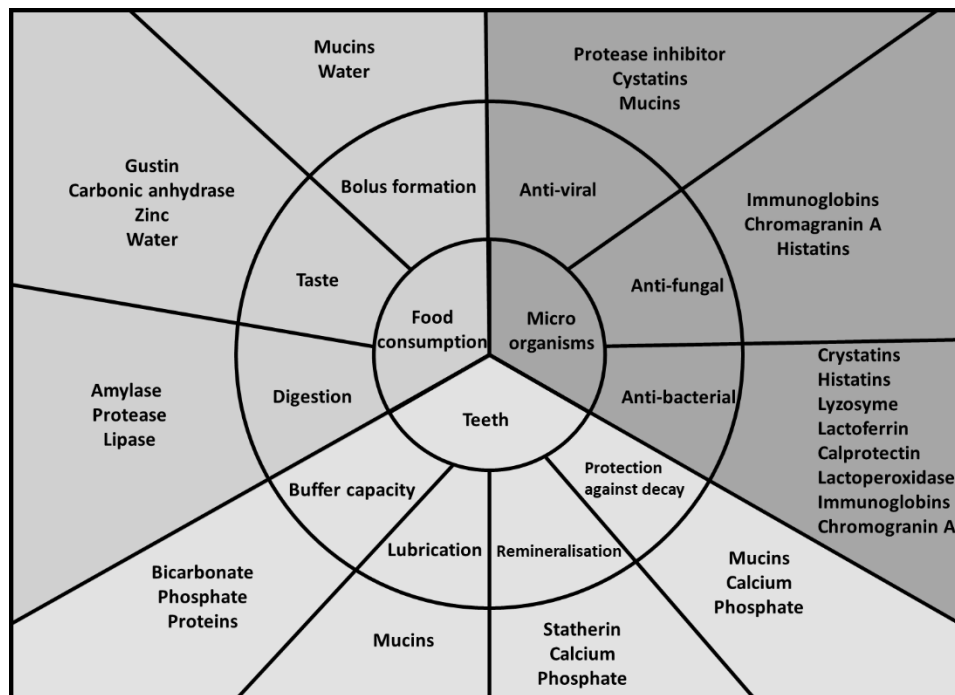 Mucins
Water
Protease inhibitor
Cystatins
Mucins
Gustin
Carbonic anhydrase
Zinc
Water
Bolus formation
Anti-viral
Immunoglobins
Chromagranin A
Histatins
Taste
Anti-fungal
Food
consumption
Micro
organisms
Amylase
Protease
Lipase
Digestion
Anti-bacterial
Crystatins
Histatins
Lyzosyme
Lactoferrin
Calprotectin
Lactoperoxidase
Immunoglobins
Chromogranin A
Teeth
Buffer capacity
Lubrication
Remineralisation
Protection
against decay
Bicarbonate
Phosphate
Proteins
Mucins
Statherin
Calcium
Phosphate
Mucins
Calcium
Phosphate